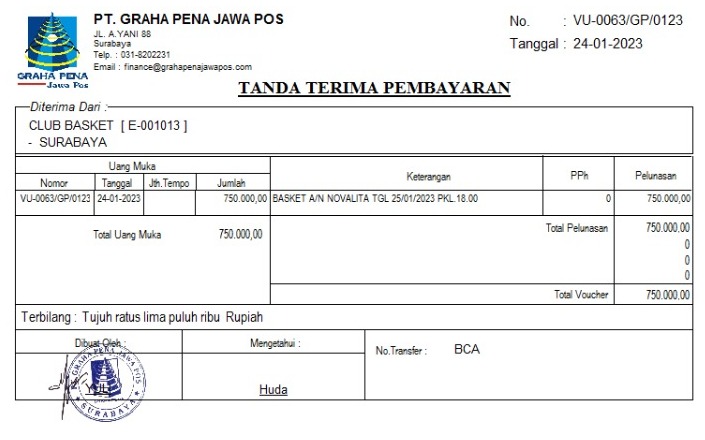 PT. GRAHA PENA JAWA POS
JL. A.YANI 88
Surabaya
Telp. : 031-8202231
Email : finance@grahapenajawapos.com
GRAHA PENA
Jawa Pos
No. : VU-0063/GP/0123
Tanggal : 24-01-2023
TANDA TERIMA PEMBAYARAN
Diterima Dari :
CLUB BASKET [ E-001013 ]
- SURABAYA
Uang Muka Keterangan PPh Pelunasan
Nomor Tanggal Jth.Tempo Jumlah
VU-0063/GP/0123 24-01-2023 750.000,00 BASKET A/N NOVALITA TGL 25/01/2023 PKL.18.00 0 750.000,00
Total Uang Muka 750.000,00 Total Pelunasan 750.000.00
0
0
0
Total Voucher 750.000,00
Terbilang : Tujuh ratus lima puluh ribu Rupiah
Dibuat Oleh : Mengetahui : No.Transfer : BCA
GRAHA PENA JAWA POS
SURABAYA
Huda